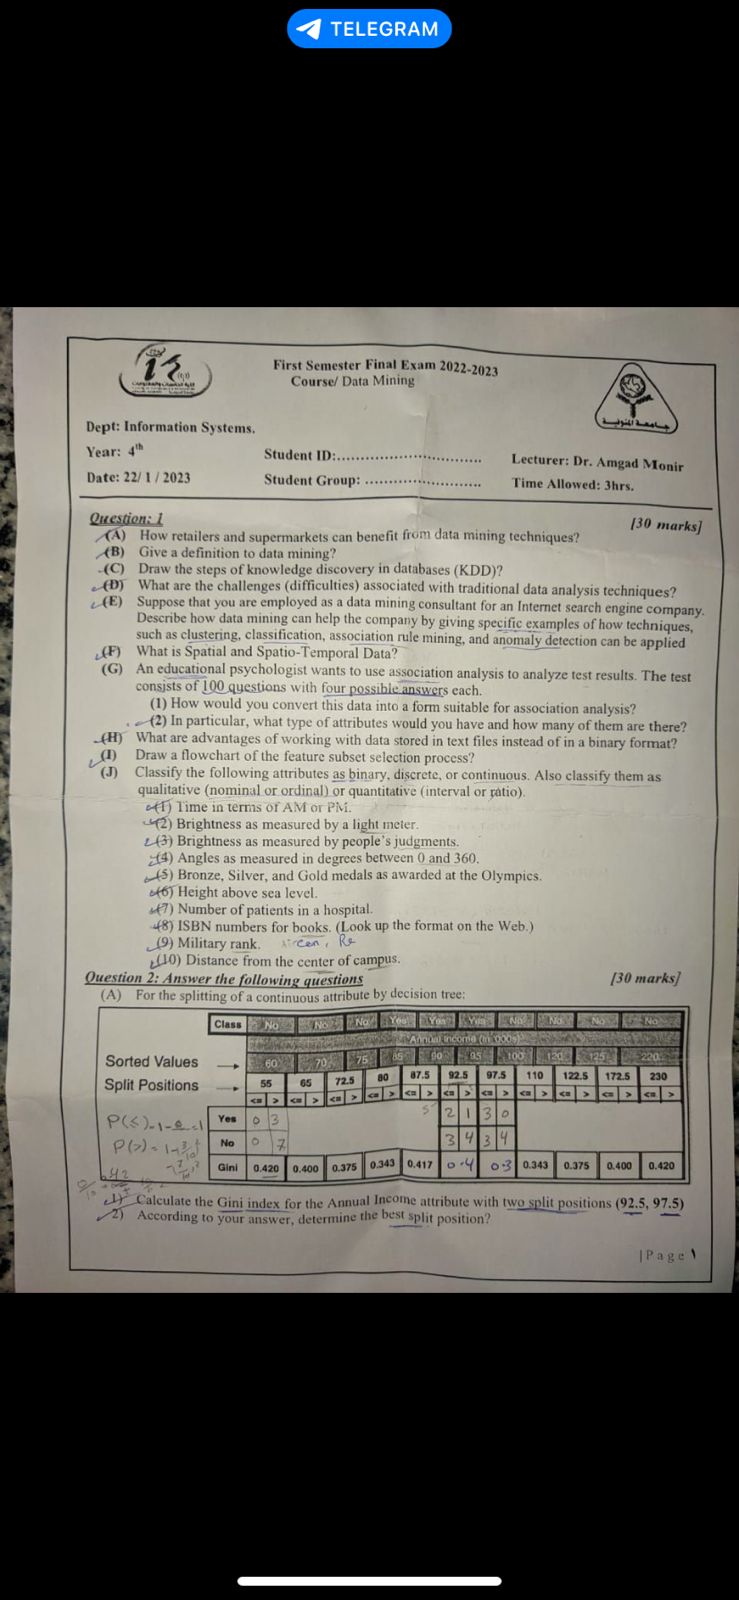 TELEGRAM
First Semester Final Exam 2022-2023
Course/ Data Mining
Dept: Information Systems.
Year: 4th
Student ID:...............................
Lecturer: Dr. Amgad Monir
Date: 22/ 1 / 2023
Student Group: .........................
Time Allowed: 3hrs.
Question: 1
[30 marks]
(A) How retailers and supermarkets can benefit from data mining techniques?
(B) Give a definition to data mining?
(C) Draw the steps of knowledge discovery in databases (KDD)?
(D) What are the challenges (difficulties) associated with traditional data analysis techniques?
(E) Suppose that you are employed as a data mining consultant for an Internet search engine company.
Describe how data mining can help the company by giving specific examples of how techniques,
such as clustering, classification, association rule mining, and anomaly detection can be applied
(F) What is Spatial and Spatio-Temporal Data?
(G) An educational psychologist wants to use association analysis to analyze test results. The test
consists of 100 questions with four possible answers each.
(1) How would you convert this data into a form suitable for association analysis?
(2) In particular, what type of attributes would you have and how many of them are there?
(H) What are advantages of working with data stored in text files instead of in a binary format?
(I) Draw a flowchart of the feature subset selection process?
(J) Classify the following attributes as binary, discrete, or continuous. Also classify them as
qualitative (nominal or ordinal) or quantitative (interval or ratio).
(1) Time in terms of AM or PM.
(2) Brightness as measured by a light meter.
(3) Brightness as measured by people's judgments.
(4) Angles as measured in degrees between 0 and 360.
(5) Bronze, Silver, and Gold medals as awarded at the Olympics.
(6) Height above sea level.
(7) Number of patients in a hospital.
(8) ISBN numbers for books. (Look up the format on the Web.)
(9) Military rank.
(10) Distance from the center of campus.
Question 2: Answer the following questions
[30 marks]
(A) For the splitting of a continuous attribute by decision tree:
Class No No No Yes Yes Yes No No No No
Annual Income (in 000s)
Sorted Values 60 70 75 85 90 95 100 120 125 220
Split Positions 55 65 72.5 80 87.5 92.5 97.5 110 122.5 172.5 230
<= > <= > <= > <= > <= > <= > <= > <= > <= > <= > <= >
Yes 0 3 2 1 3 0
No 0 7 3 4 3 4
Gini 0.420 0.400 0.375 0.343 0.417 0.4 0.3 0.343 0.375 0.400 0.420
1) Calculate the Gini index for the Annual Income attribute with two split positions (92.5, 97.5)
2) According to your answer, determine the best split position?
| P a g e ١